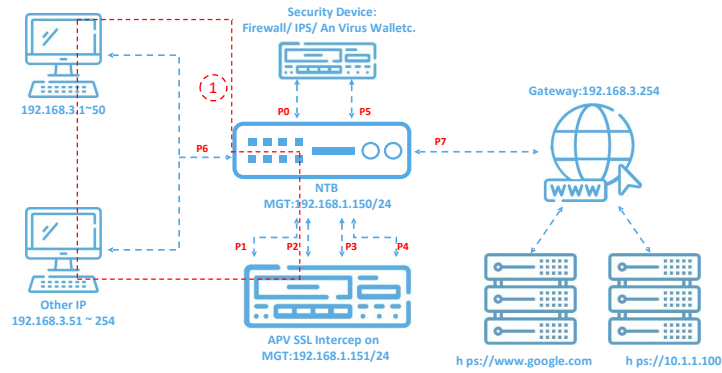 Security Device:
Firewall/ IPS/ An Virus Walletc.
1
192.168.3.1~50
P0
P5
Gateway:192.168.3.254
P6
P7
NTB
MGT:192.168.1.150/24
WWW
P1
P2
P3
P4
Other IP
192.168.3.51 ~ 254
APV SSL Intercep on
MGT:192.168.1.151/24
h ps://www.google.com
h ps://10.1.1.100